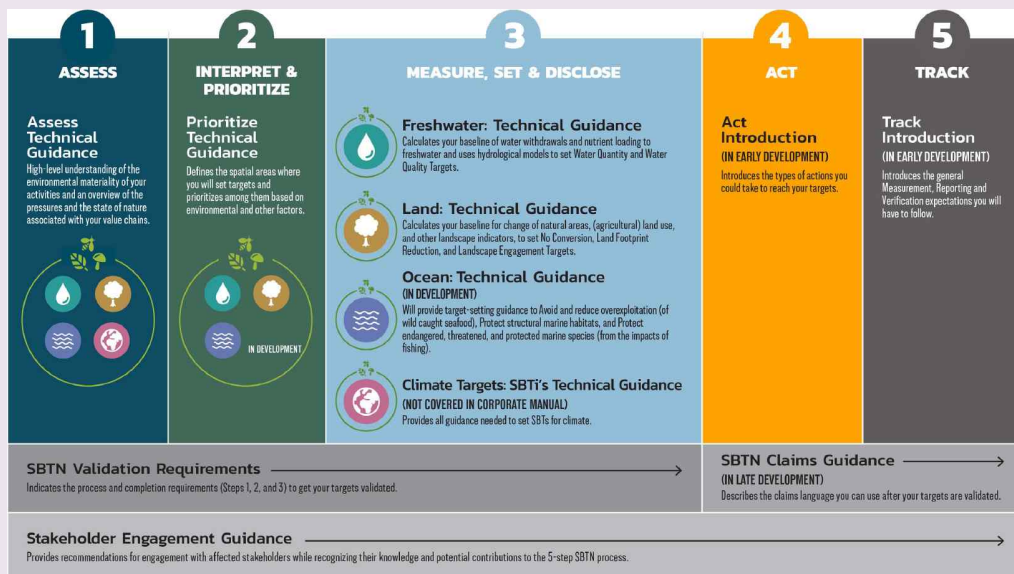 1
ASSESS
Assess
Technical
Guidance
High-level understanding of the
environmental materiality of your
activities and an overview of the
pressures and the state of nature
associated with your value chains.
2
INTERPRET &
PRIORITIZE
Prioritize
Technical
Guidance
Defines the spatial areas where
you will set targets and
prioritizes among them based on
environmental and other factors.
IN DEVELOPMENT
3
MEASURE, SET & DISCLOSE
Freshwater: Technical Guidance
Calculates your baseline of water withdrawals and nutrient loading to
freshwater and uses hydrological models to set Water Quantity and Water
Quality Targets.
Land: Technical Guidance
Calculates your baseline for change of natural areas, (agricultural) land use,
and other landscape indicators, to set No Conversion, Land Footprint
Reduction, and Landscape Engagement Targets.
Ocean: Technical Guidance
(IN DEVELOPMENT)
Will provide target-setting guidance to Avoid and reduce overexploitation (of
wild caught seafood), Protect structural marine habitats, and Protect
endangered, threatened, and protected marine species (from the impacts of
fishing).
Climate Targets: SBTi's Technical Guidance
(NOT COVERED IN CORPORATE MANUAL)
Provides all guidance needed to set SBTs for climate.
4
ACT
Act
Introduction
(IN EARLY DEVELOPMENT)
Introduces the types of actions you
could take to reach your targets.
5
TRACK
Track
Introduction
(IN EARLY DEVELOPMENT)
Introduces the general
Measurement, Reporting and
Verification expectations you will
have to follow.
SBTN Validation Requirements
Indicates the process and completion requirements (Steps 1, 2, and 3) to get your targets validated.
SBTN Claims Guidance
(IN LATE DEVELOPMENT)
Describes the claims language you can use after your targets are validated.
Stakeholder Engagement Guidance
Provides recommendations for engagement with affected stakeholders while recognizing their knowledge and potential contributions to the 5-step SBTN process.